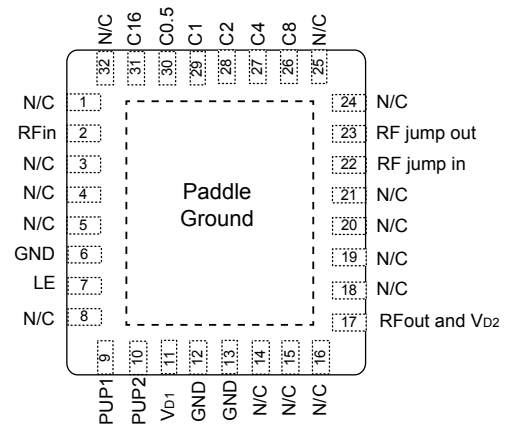 N/C C16 C0.5 C1 C2 C4 C8 N/C
32 31 30 29 28 27 26 25
N/C 1
RFin 2
N/C 3
N/C 4
N/C 5
GND 6
LE 7
N/C 8
Paddle
Ground
24 N/C
23 RF jump out
22 RF jump in
21 N/C
20 N/C
19 N/C
18 N/C
17 RFout and VD2
9 10 11 12 13 14 15 16
PUP1 PUP2 VD1 GND GND N/C N/C N/C